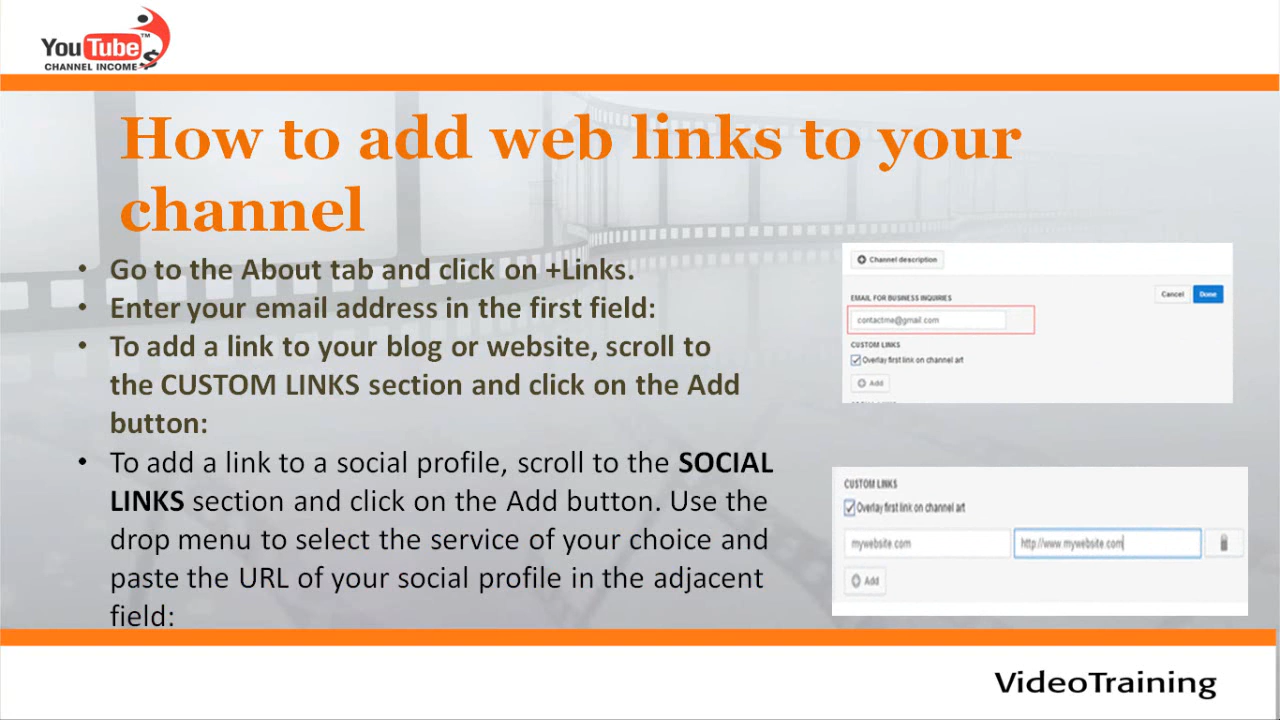 YouTube™
CHANNEL INCOME
How to add web links to your
channel
• Go to the About tab and click on +Links.
• Enter your email address in the first field:
• To add a link to your blog or website, scroll to
the CUSTOM LINKS section and click on the Add
button:
• To add a link to a social profile, scroll to the SOCIAL
LINKS section and click on the Add button. Use the
drop menu to select the service of your choice and
paste the URL of your social profile in the adjacent
field:
Channel description
Cancel Done
EMAIL FOR BUSINESS INQUIRIES
contactme@gmail.com
CUSTOM LINKS
Overlay first link on channel art
Add
CUSTOM LINKS
Overlay first link on channel art
mywebsite.com http://www.mywebsite.com
Add
VideoTraining